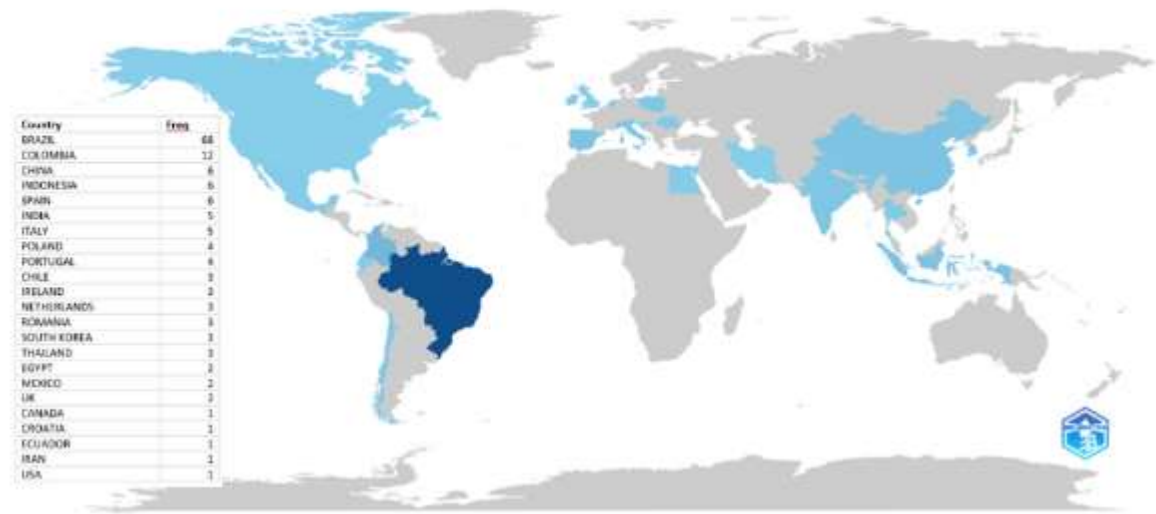 Country Freq
BRAZIL 68
COLOMBIA 12
CHINA 6
INDONESIA 6
SPAIN 6
INDIA 5
ITALY 5
POLAND 4
PORTUGAL 4
CHILE 3
IRELAND 3
NETHERLANDS 3
ROMANIA 3
SOUTH KOREA 3
THAILAND 3
EGYPT 2
MEXICO 2
UK 2
CANADA 1
CROATIA 1
ECUADOR 1
IRAN 1
USA 1